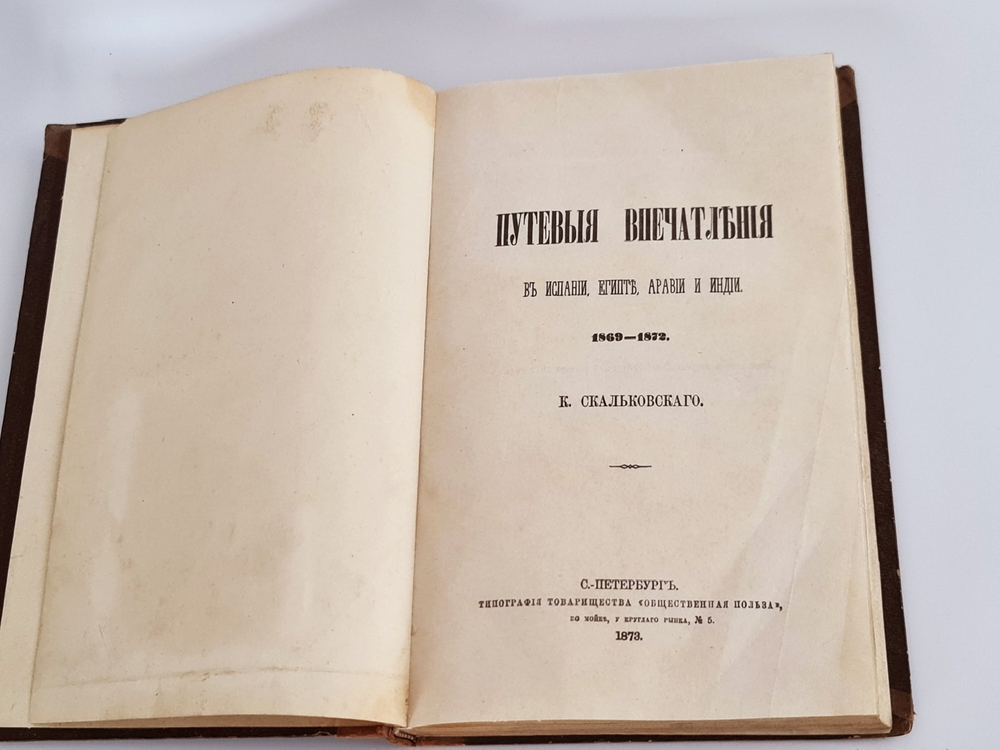 ПУТЕВЫЯ ВПЕЧАТЛѢНІЯ
ВЪ ИСПАНІИ, ЕГИПТѢ, АРАВІИ И ИНДІИ.
1869—1872.
К. СКАЛЬКОВСКАГО.
С.-ПЕТЕРБУРГЪ.
ТИПОГРАФІЯ ТОВАРИЩЕСТВА «ОБЩЕСТВЕННАЯ ПОЛЬЗА»,
ПО МОЙКѢ, У КРУГЛАГО РЫНКА, № 5.
1873.